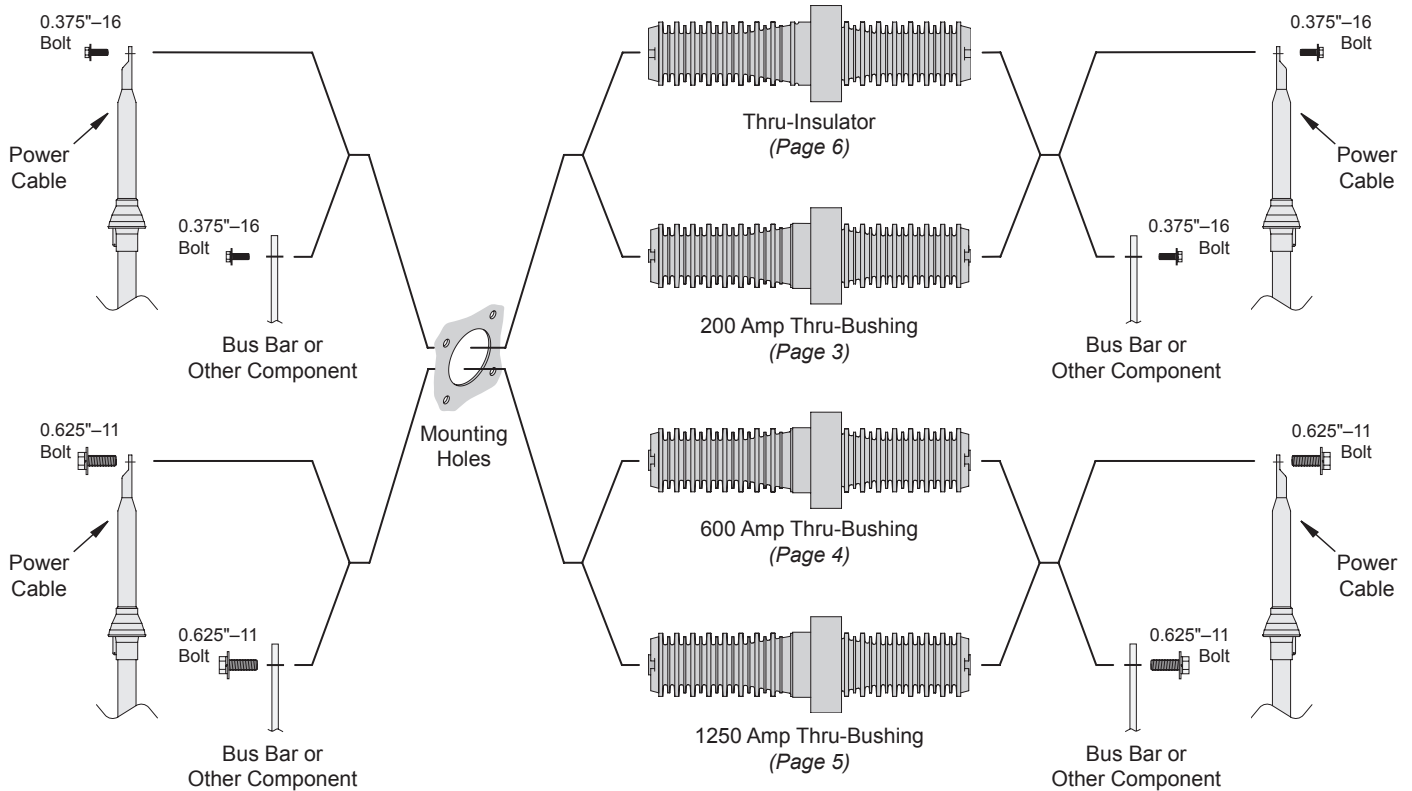 0.375"–16
Bolt
Power
Cable
0.375"–16
Bolt
Bus Bar or
Other Component
0.625"–11
Bolt
Power
Cable
0.625"–11
Bolt
Bus Bar or
Other Component
Mounting
Holes
Thru-Insulator
(Page 6)
200 Amp Thru-Bushing
(Page 3)
600 Amp Thru-Bushing
(Page 4)
1250 Amp Thru-Bushing
(Page 5)
0.375"–16
Bolt
Power
Cable
0.375"–16
Bolt
Bus Bar or
Other Component
0.625"–11
Bolt
Power
Cable
0.625"–11
Bolt
Bus Bar or
Other Component